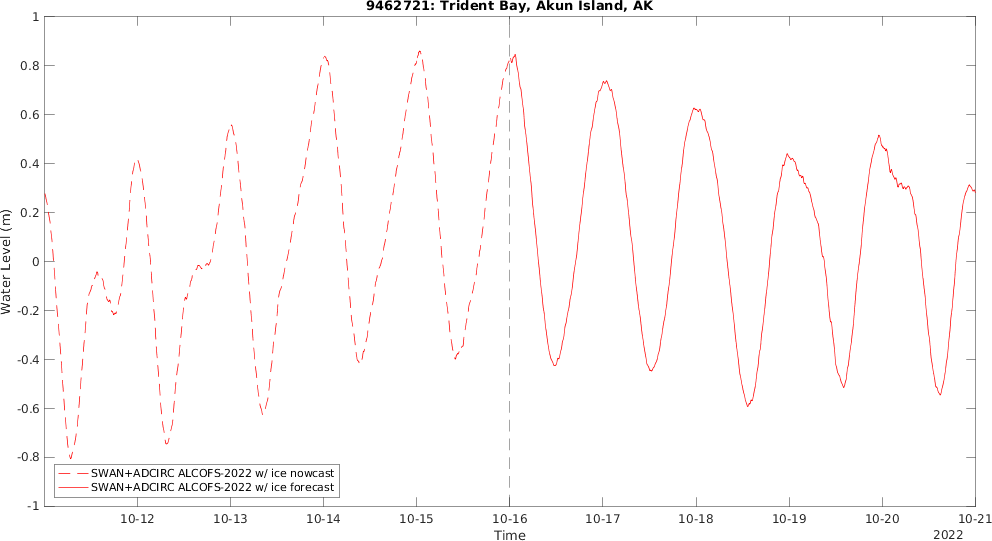 9462721: Trident Bay, Akun Island, AK
1
0.8
0.6
0.4
0.2
0
-0.2
-0.4
-0.6
-0.8
-1
Water Level (m)
SWAN+ADCIRC ALCOFS-2022 w/ ice nowcast
SWAN+ADCIRC ALCOFS-2022 w/ ice forecast
10-12 10-13 10-14 10-15 10-16 10-17 10-18 10-19 10-20 10-21
Time
2022